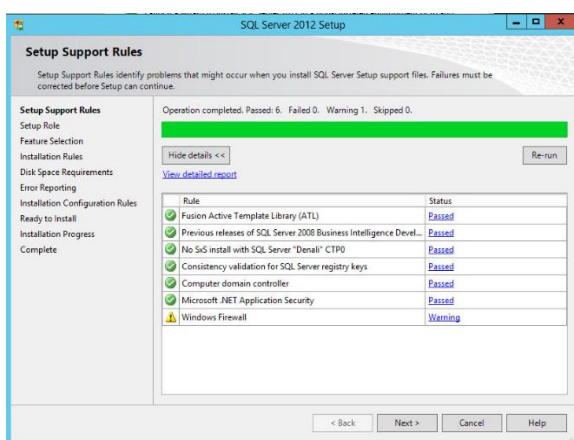 SQL Server 2012 Setup
Setup Support Rules
Setup Support Rules identify problems that might occur when you install SQL Server Setup support files. Failures must be
corrected before Setup can continue.
Setup Support Rules
Setup Role
Feature Selection
Installation Rules
Disk Space Requirements
Error Reporting
Installation Configuration Rules
Ready to Install
Installation Progress
Complete
Operation completed. Passed: 6. Failed 0. Warning 1. Skipped 0.
Hide details <<
Re-run
View detailed report
Rule Status
Fusion Active Template Library (ATL) Passed
Previous releases of SQL Server 2008 Business Intelligence Devel... Passed
No SxS install with SQL Server "Denali" CTP0 Passed
Consistency validation for SQL Server registry keys Passed
Computer domain controller Passed
Microsoft .NET Application Security Passed
Windows Firewall Warning
< Back Next > Cancel Help